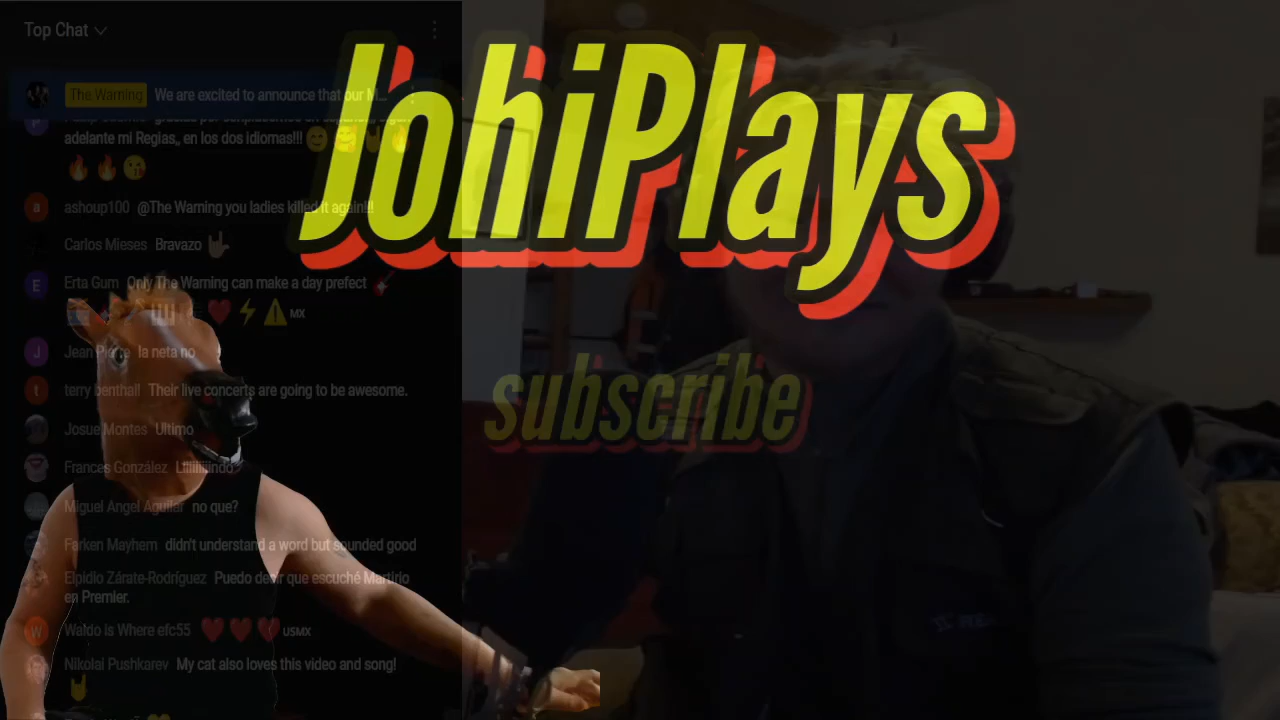 Top Chat
JohiPlays
The Warning We are excited to announce that our M...
adelante mi Regias,, en los dos idiomas!!!
ashoup100 @The Warning you ladies killed it again!!!
Carlos Mieses Bravazo
Erta Gum Only The Warning can make a day prefect
MX
Jean Pierre la neta no
subscribe
terry benthall Their live concerts are going to be awesome.
Josue Montes Ultimo
Frances González
Miguel Angel Aguilar no que?
Farken Mayhem didn't understand a word but sounded good
Elpidio Zárate-Rodríguez Puedo decir que escuché Martirio
en Premier.
Waldo is Where efc55 USMX
Nikolai Pushkarev My cat also loves this video and song!